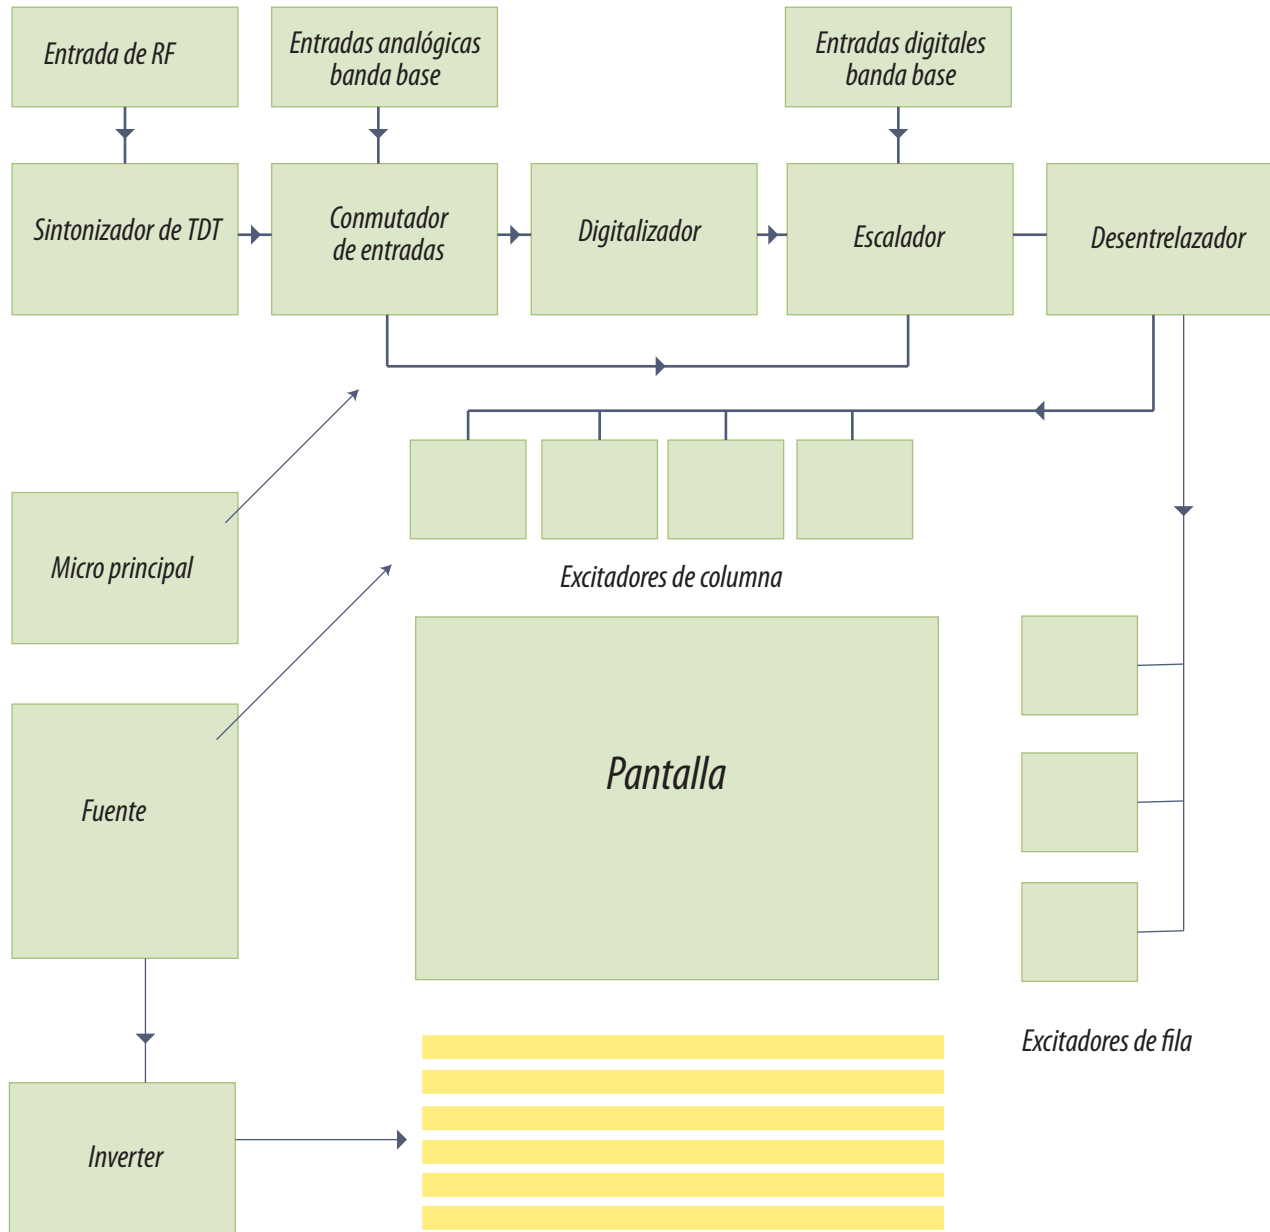 Entrada de RF
Entradas analógicas
banda base
Entradas digitales
banda base
Sintonizador de TDT
Conmutador
de entradas
Digitalizador
Escalador
Desentrelazador
Micro principal
Excitadores de columna
Pantalla
Fuente
Excitadores de fila
Inverter